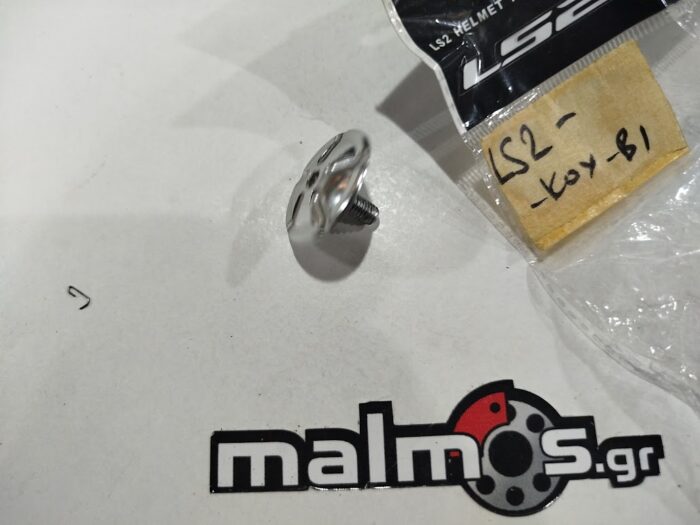 LS2 HELMET
LS2
LS2-
-KOY-B1
malmos.gr